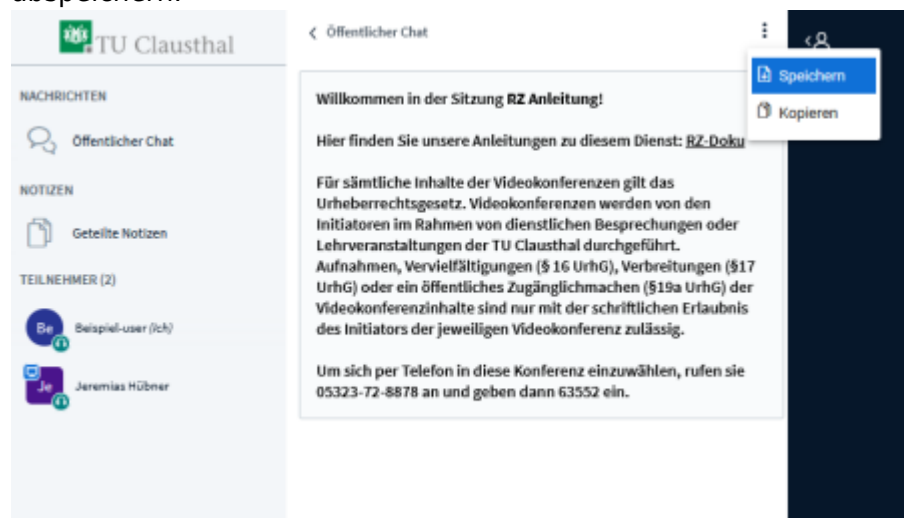 abspeichern.
TU Clausthal
NACHRICHTEN
Öffentlicher Chat
NOTIZEN
Geteilte Notizen
TEILNEHMER (2)
Be
Beispiel-user (Ich)
Je
Jeremias Hübner
Öffentlicher Chat
Speichern
Kopieren
Willkommen in der Sitzung RZ Anleitung!
Hier finden Sie unsere Anleitungen zu diesem Dienst: RZ-Doku
Für sämtliche Inhalte der Videokonferenzen gilt das
Urheberrechtsgesetz. Videokonferenzen werden von den
Initiatoren im Rahmen von dienstlichen Besprechungen oder
Lehrveranstaltungen der TU Clausthal durchgeführt.
Aufnahmen, Vervielfältigungen (§ 16 UrhG), Verbreitungen (§17
UrhG) oder ein öffentliches Zugänglichmachen (§19a UrhG) der
Videokonferenzinhalte sind nur mit der schriftlichen Erlaubnis
des Initiators der jeweiligen Videokonferenz zulässig.
Um sich per Telefon in diese Konferenz einzuwählen, rufen sie
05323-72-8878 an und geben dann 63552 ein.